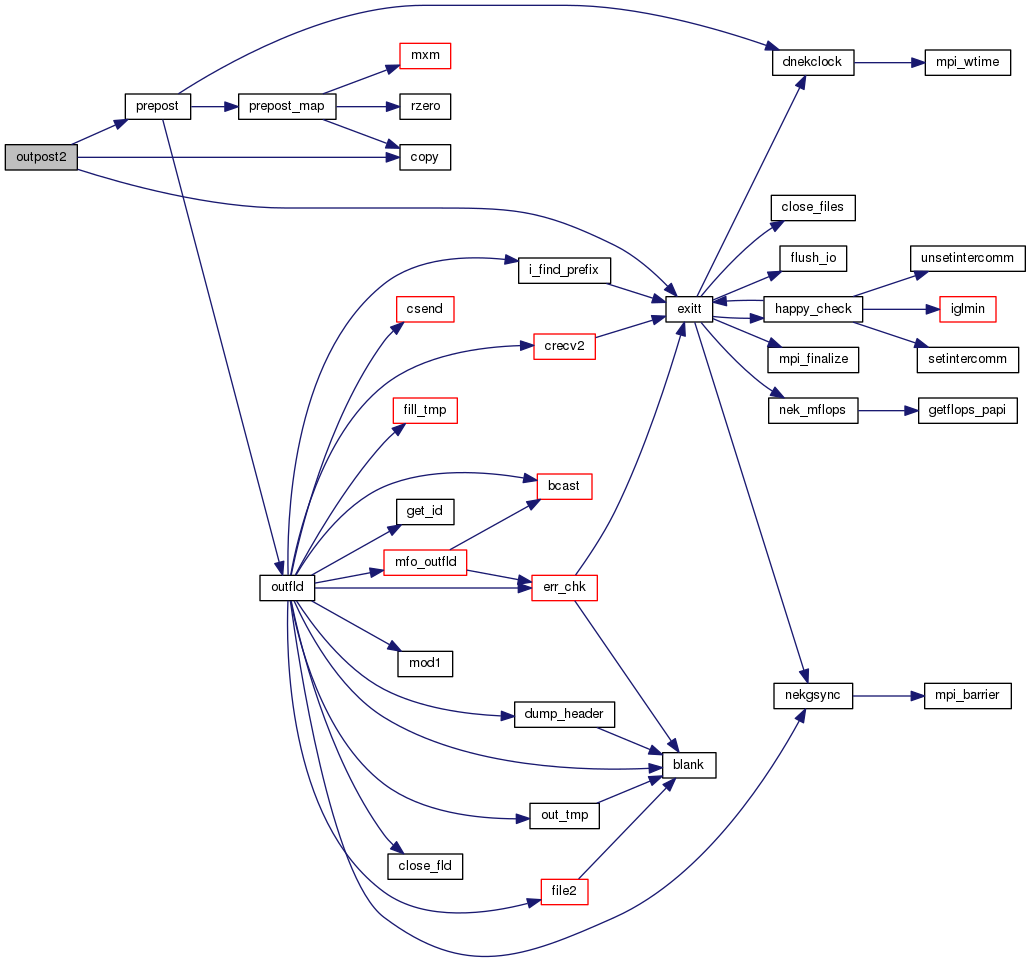 outpost2
prepost
prepost_map
mxm
rzero
copy
dnekclock
mpi_wtime
close_files
flush_io
i_find_prefix
exitt
happy_check
unsetintercomm
iglmin
setintercomm
csend
crecv2
mpi_finalize
nek_mflops
getflops_papi
fill_tmp
bcast
get_id
mfo_outfld
outfld
err_chk
mod1
dump_header
nekgsync
mpi_barrier
blank
out_tmp
close_fld
file2